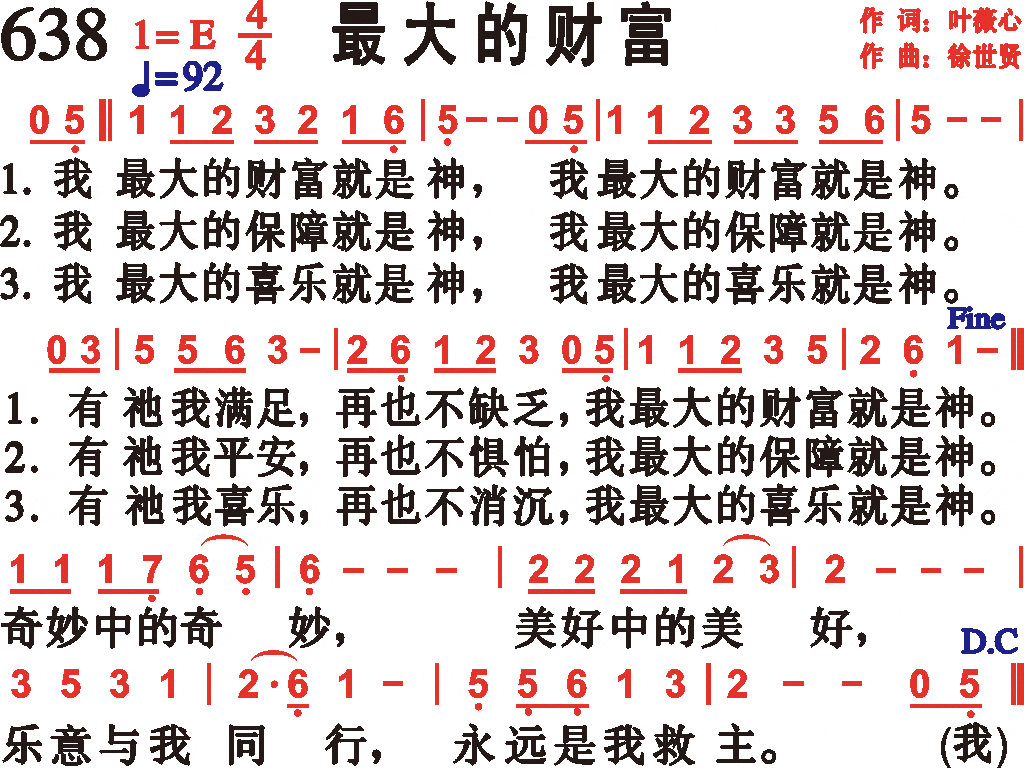 638 1=E 4/4 最大的财富 作 词：叶薇心
♩=92 作 曲：徐世贤
0 5 ‖ 1 1 2 3 2 1 6 | 5 - - 0 5 | 1 1 2 3 3 5 6 | 5 - - |
1. 我 最大的财富就是 神， 我 最大的财富就是神。
2. 我 最大的保障就是 神， 我 最大的保障就是神。
3. 我 最大的喜乐就是 神， 我 最大的喜乐就是神。
Fine
0 3 | 5 5 6 3 - | 2 6 1 2 3 0 5 | 1 1 2 3 5 | 2 6 1 - ‖
1. 有 祂 我满足，再也不缺乏，我最大的财富就是神。
2. 有 祂 我平安，再也不惧怕，我最大的保障就是神。
3. 有 祂 我喜乐，再也不消沉，我最大的喜乐就是神。
1 1 1 7 6 5 | 6 - - - | 2 2 2 1 2 3 | 2 - - - |
奇妙中的奇 妙， 美好中的美 好，
D.C
3 5 3 1 | 2 · 6 1 - | 5 5 6 1 3 | 2 - - 0 5 ‖
乐意与我 同 行， 永远是我救 主。 (我)